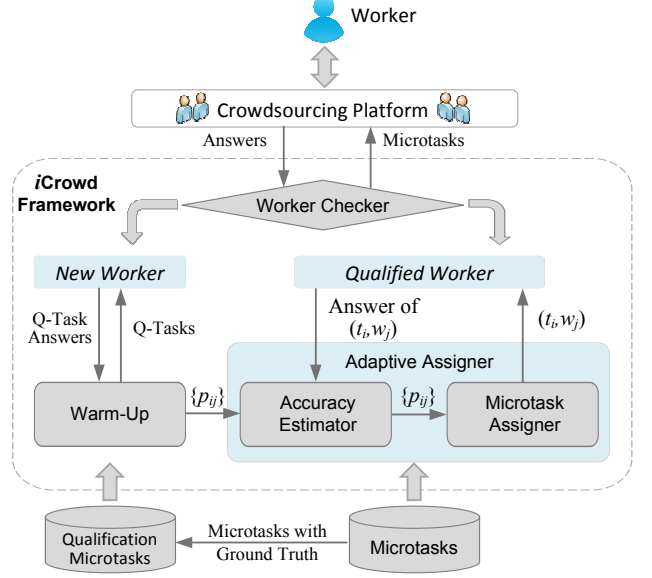 Worker
Crowdsourcing Platform
Answers
Microtasks
iCrowd
Framework
Worker Checker
New Worker
Qualified Worker
Q-Task
Answers
Q-Tasks
Answer of
(ti,wj)
(ti,wj)
Adaptive Assigner
Warm-Up
{pij}
Accuracy
Estimator
{pij}
Microtask
Assigner
Qualification
Microtasks
Microtasks with
Ground Truth
Microtasks